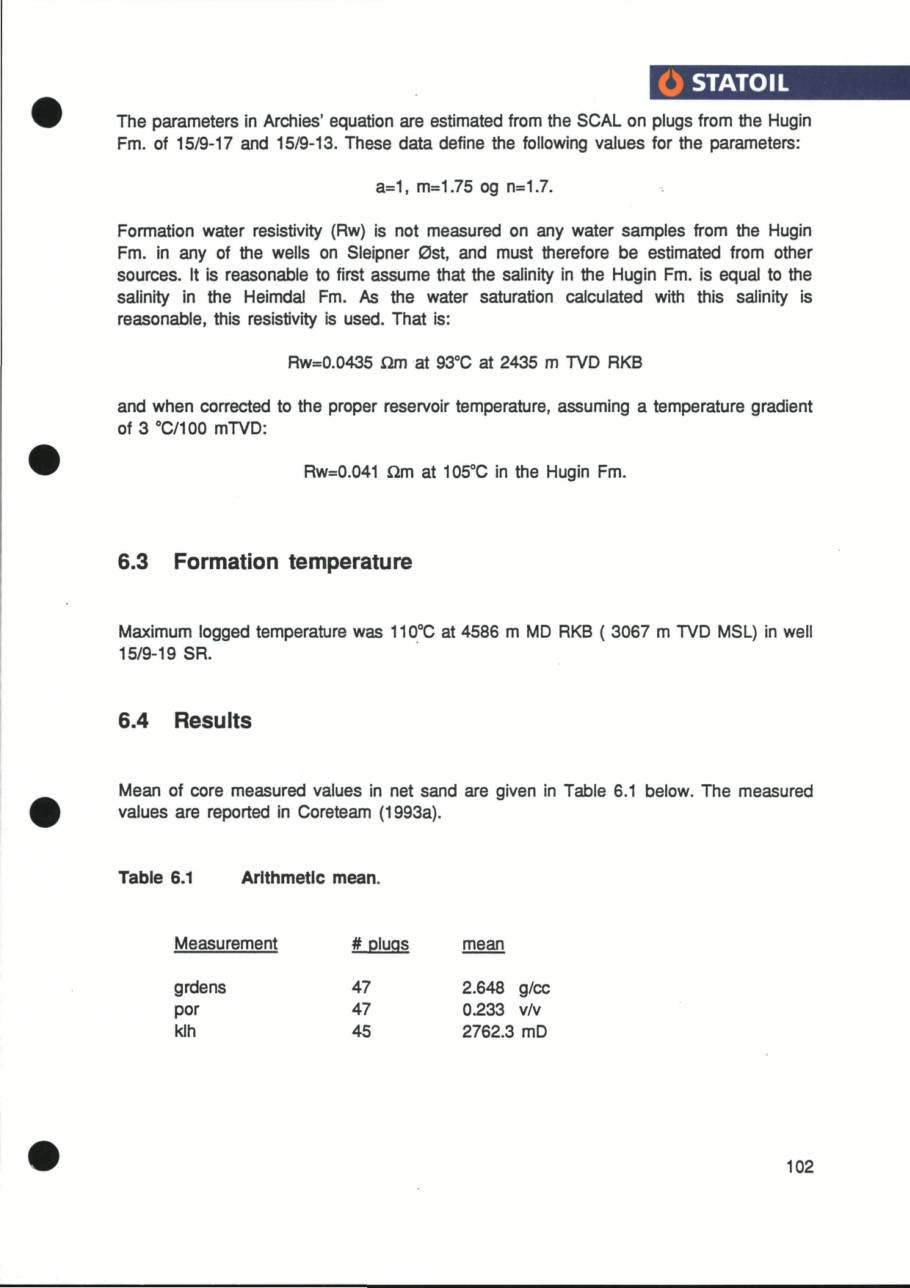 STATOIL
The parameters in Archies' equation are estimated from the SCAL on plugs from the Hugin
Fm. of 15/9-17 and 15/9-13. These data define the following values for the parameters:
a=1, m=1.75 og n=1.7.
Formation water resistivity (Rw) is not measured on any water samples from the Hugin
Fm. in any of the wells on Sleipner Øst, and must therefore be estimated from other
sources. It is reasonable to first assume that the salinity in the Hugin Fm. is equal to the
salinity in the Heimdal Fm. As the water saturation calculated with this salinity is
reasonable, this resistivity is used. That is:
Rw=0.0435 Ωm at 93°C at 2435 m TVD RKB
and when corrected to the proper reservoir temperature, assuming a temperature gradient
of 3 °C/100 mTVD:
Rw=0.041 Ωm at 105°C in the Hugin Fm.
6.3 Formation temperature
Maximum logged temperature was 110°C at 4586 m MD RKB ( 3067 m TVD MSL) in well
15/9-19 SR.
6.4 Results
Mean of core measured values in net sand are given in Table 6.1 below. The measured
values are reported in Coreteam (1993a).
Table 6.1 Arithmetic mean.
Measurement # plugs mean
grdens 47 2.648 g/cc
por 47 0.233 v/v
klh 45 2762.3 mD
102